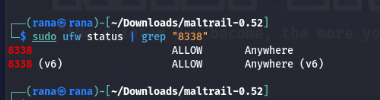 ┌──(rana㉿rana)-[~/Downloads/maltrail-0.52]
└─$ sudo ufw status | grep "8338"
8338 ALLOW Anywhere
8338 (v6) ALLOW Anywhere (v6)
┌──(rana㉿rana)-[~/Downloads/maltrail-0.52]